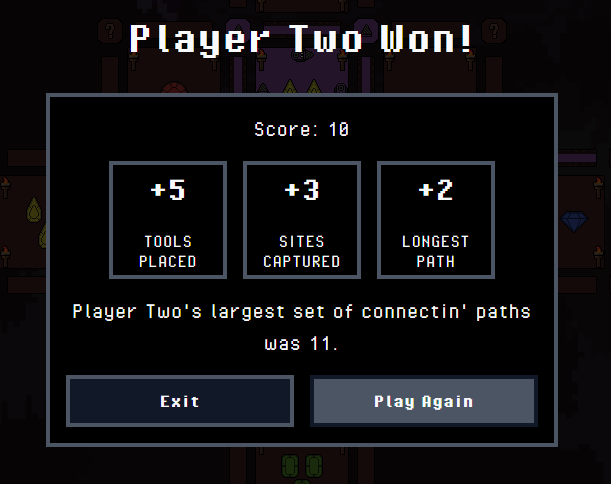 Player Two Won!
Score: 10
+5
TOOLS
PLACED
+3
SITES
CAPTURED
+2
LONGEST
PATH
Player Two's largest set of connectin' paths
was 11.
Exit
Play Again